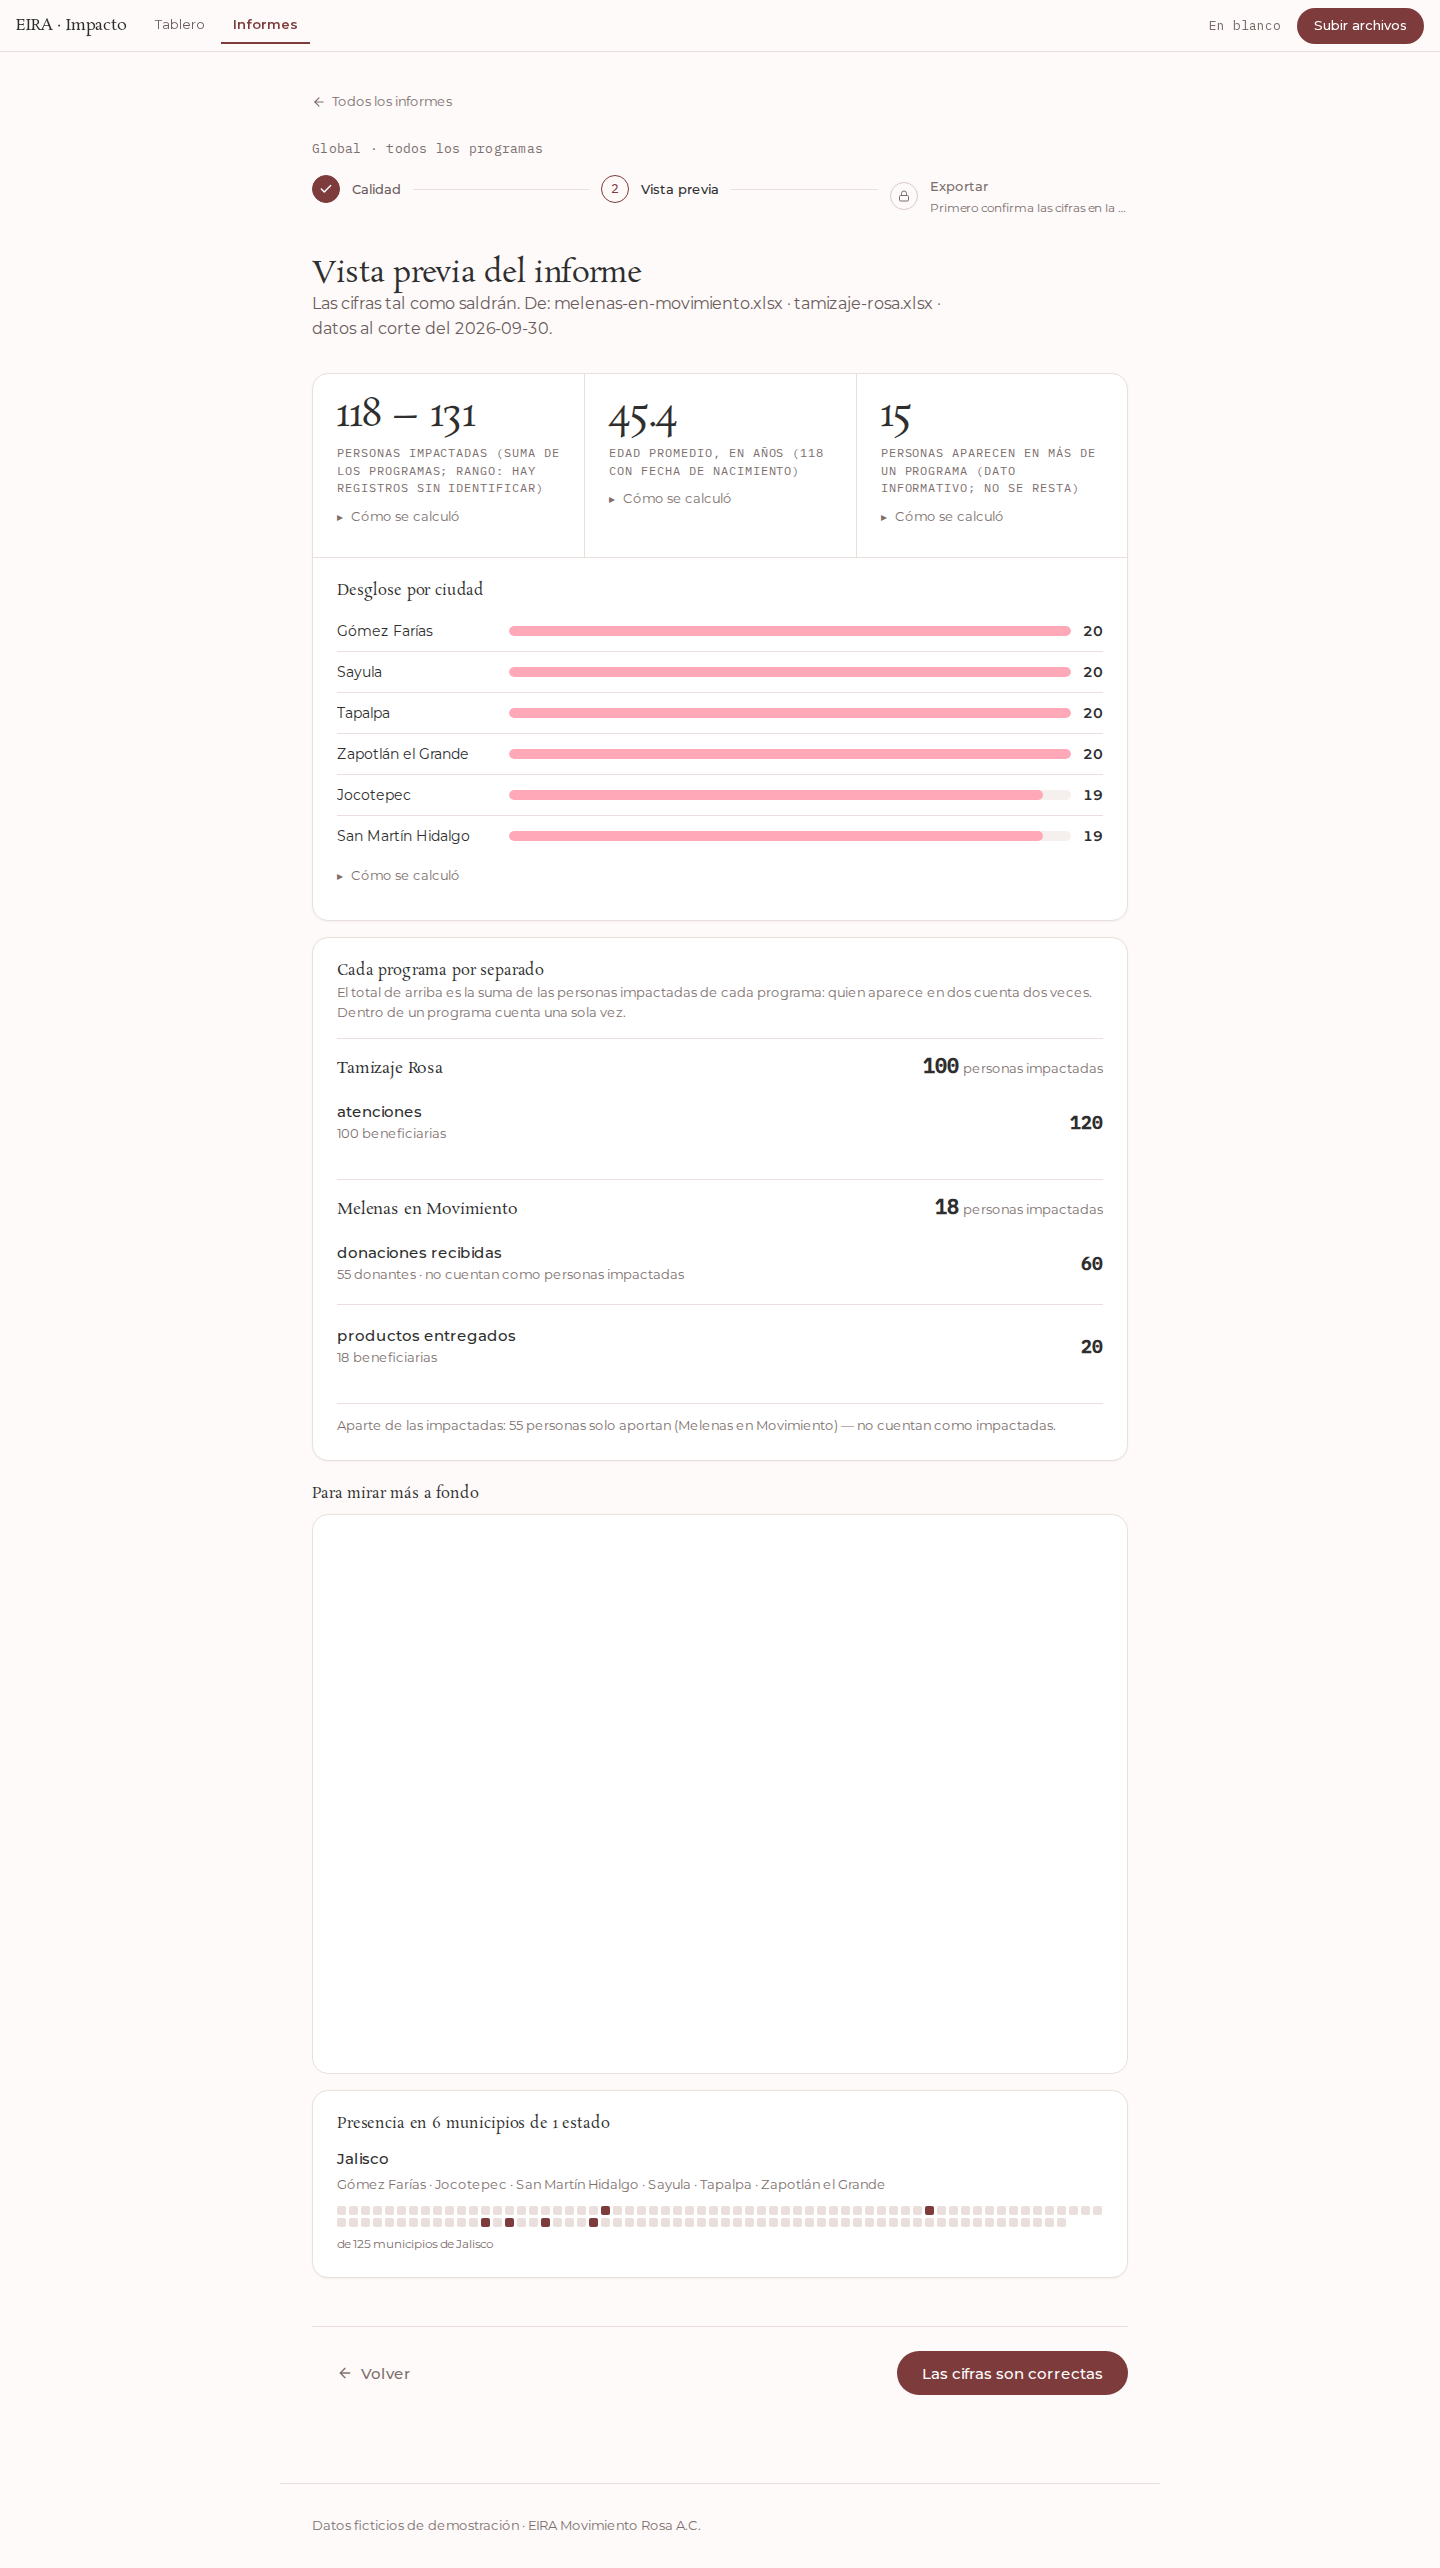 EIRA · Impacto
Tablero
Informes
En blanco
Subir archivos
← Todos los informes
Global · todos los programas
Calidad
2
Vista previa
Exportar
Primero confirma las cifras en la ...
Vista previa del informe
Las cifras tal como saldrán. De: melenas-en-movimiento.xlsx · tamizaje-rosa.xlsx ·
datos al corte del 2026-09-30.
118 – 131
PERSONAS IMPACTADAS (SUMA DE
LOS PROGRAMAS; RANGO: HAY
REGISTROS SIN IDENTIFICAR)
▸ Cómo se calculó
45.4
EDAD PROMEDIO, EN AÑOS (118
CON FECHA DE NACIMIENTO)
▸ Cómo se calculó
15
PERSONAS APARECEN EN MÁS DE
UN PROGRAMA (DATO
INFORMATIVO; NO SE RESTA)
▸ Cómo se calculó
Desglose por ciudad
Gómez Farías 20
Sayula 20
Tapalpa 20
Zapotlán el Grande 20
Jocotepec 19
San Martín Hidalgo 19
▸ Cómo se calculó
Cada programa por separado
El total de arriba es la suma de las personas impactadas de cada programa: quien aparece en dos cuenta dos veces.
Dentro de un programa cuenta una sola vez.
Tamizaje Rosa 100 personas impactadas
atenciones 120
100 beneficiarias
Melenas en Movimiento 18 personas impactadas
donaciones recibidas 60
55 donantes · no cuentan como personas impactadas
productos entregados 20
18 beneficiarias
Aparte de las impactadas: 55 personas solo aportan (Melenas en Movimiento) — no cuentan como impactadas.
Para mirar más a fondo
Presencia en 6 municipios de 1 estado
Jalisco
Gómez Farías · Jocotepec · San Martín Hidalgo · Sayula · Tapalpa · Zapotlán el Grande
de 125 municipios de Jalisco
← Volver
Las cifras son correctas
Datos ficticios de demostración · EIRA Movimiento Rosa A.C.